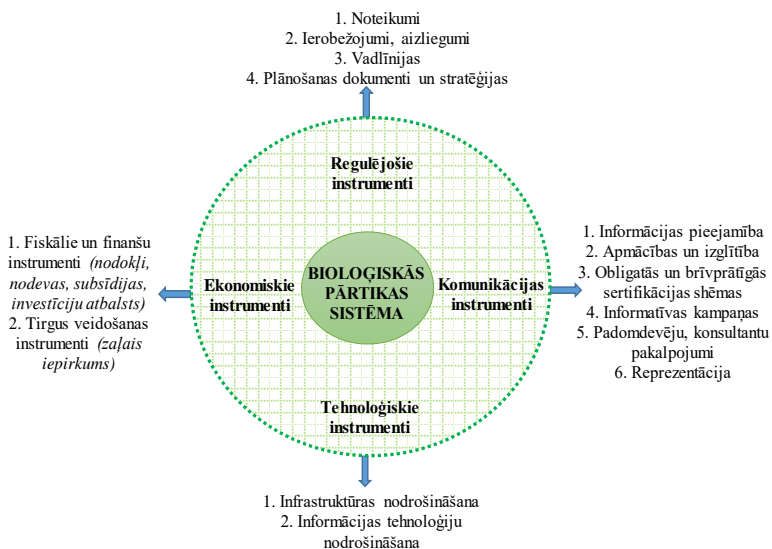 1. Noteikumi
2. Ierobežojumi, aizliegumi
3. Vadlīnijas
4. Plānošanas dokumenti un stratēģijas
Regulējošie
instrumenti
1. Fiskālie un finanšu
instrumenti (nodokļi,
nodevas, subsīdijas,
investīciju atbalsts)
2. Tirgus veidošanas
instrumenti (zaļais
iepirkums)
Ekonomiskie
instrumenti
BIOLOĢISKĀS
PĀRTIKAS
SISTĒMA
Komunikācijas
instrumenti
1. Informācijas pieejamība
2. Apmācības un izglītība
3. Obligātās un brīvprātīgās
sertifikācijas shēmas
4. Informatīvas kampaņas
5. Padomdevēju, konsultantu
pakalpojumi
6. Reprezentācija
Tehnoloģiskie
instrumenti
1. Infrastruktūras nodrošināšana
2. Informācijas tehnoloģiju
nodrošināšana